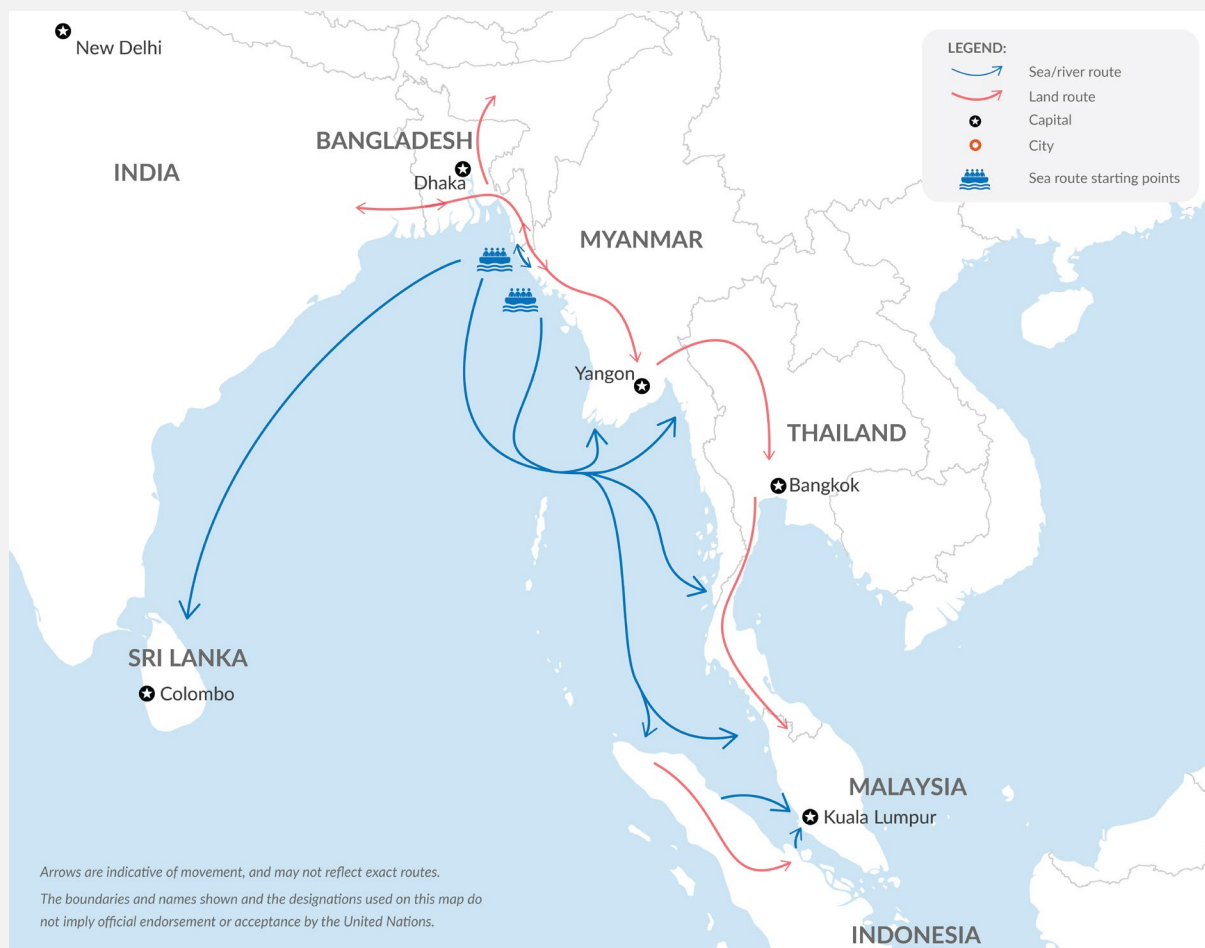 New Delhi
LEGEND:
Sea/river route
Land route
Capital
City
Sea route starting points
BANGLADESH
INDIA
Dhaka
MYANMAR
Yangon
THAILAND
Bangkok
SRI LANKA
Colombo
MALAYSIA
Kuala Lumpur
Arrows are indicative of movement, and may not reflect exact routes.
The boundaries and names shown and the designations used on this map do
not imply official endorsement or acceptance by the United Nations.
INDONESIA